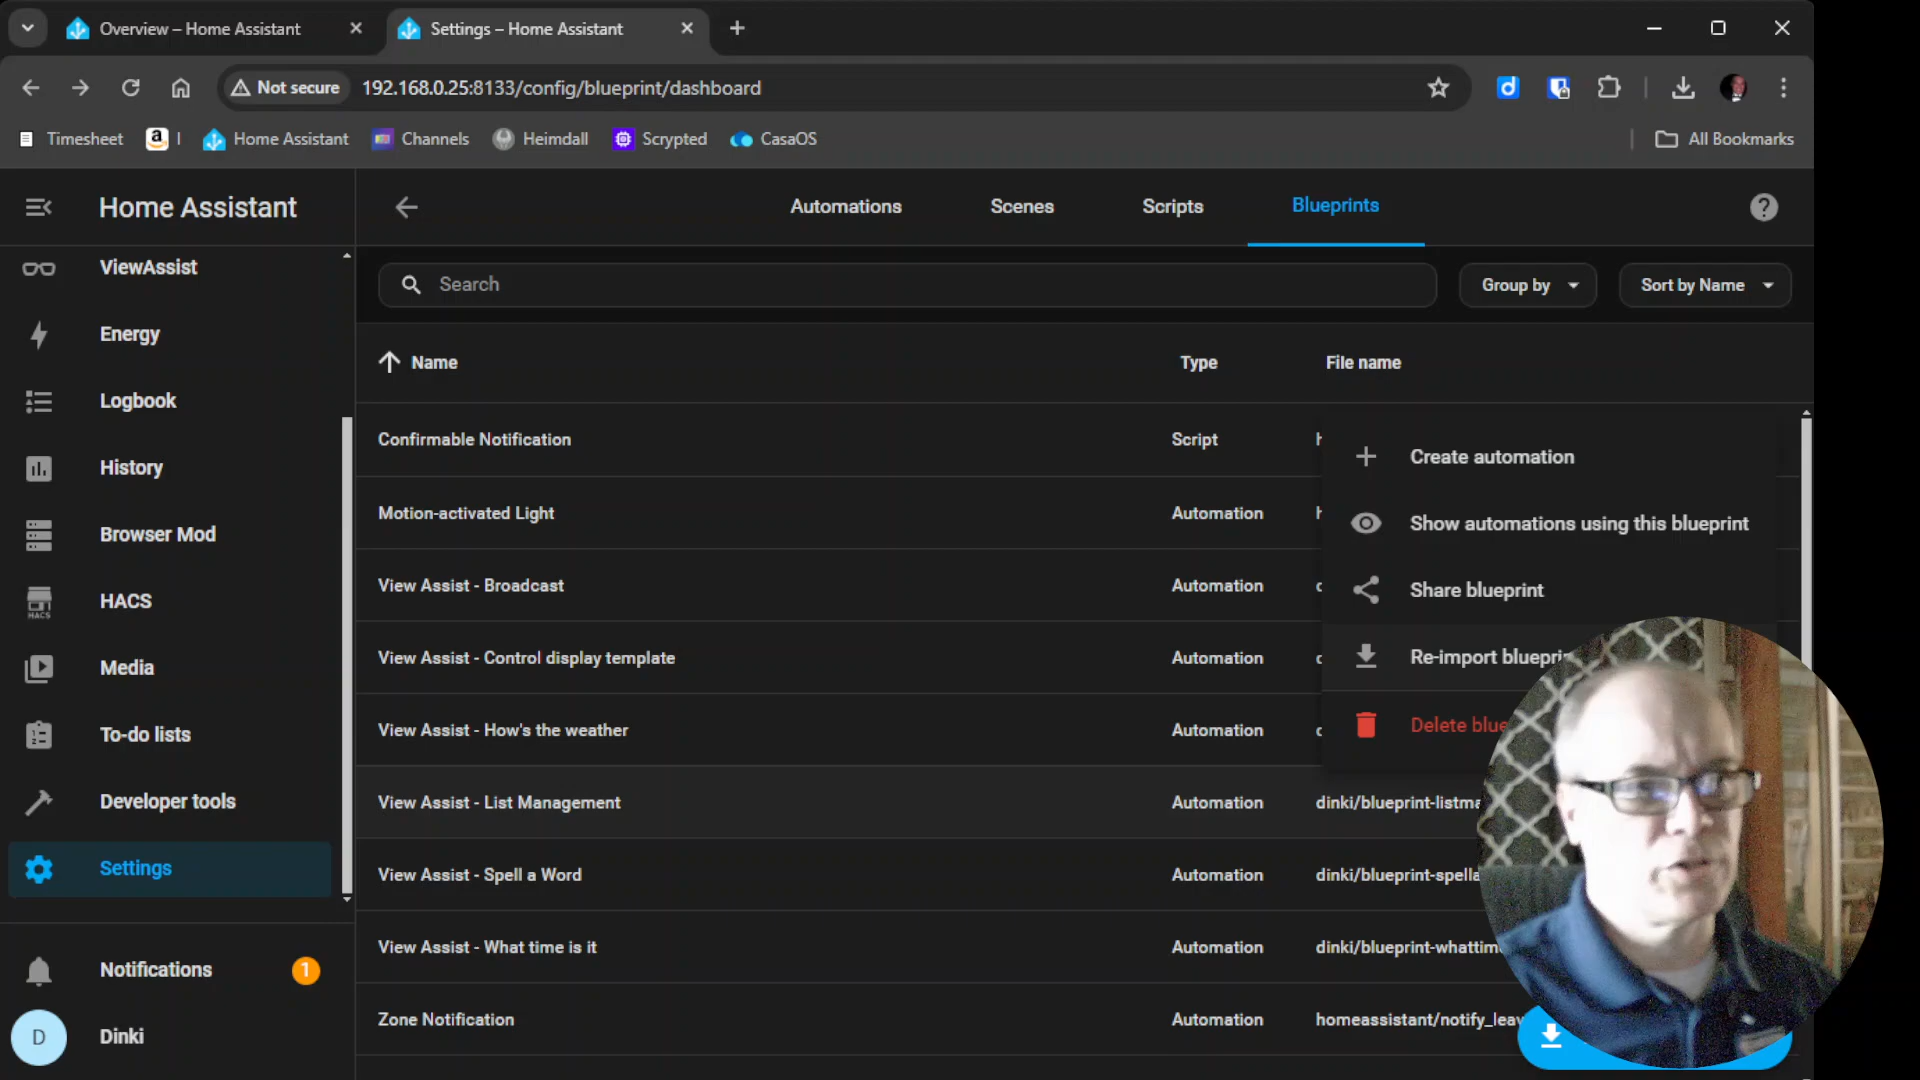 Overview – Home Assistant
Settings – Home Assistant
Not secure
192.168.0.25:8133/config/blueprint/dashboard
Timesheet
I
Home Assistant
Channels
Heimdall
Scrypted
CasaOS
All Bookmarks
Home Assistant
Automations
Scenes
Scripts
Blueprints
ViewAssist
Energy
Logbook
History
Browser Mod
HACS
HACS
Media
To-do lists
Developer tools
Settings
Notifications
1
D
Dinki
Search
Group by
Sort by Name
Name
Type
File name
Confirmable Notification
Script
Motion-activated Light
Automation
View Assist - Broadcast
Automation
View Assist - Control display template
Automation
View Assist - How's the weather
Automation
View Assist - List Management
Automation
dinki/blueprint-listma
View Assist - Spell a Word
Automation
dinki/blueprint-spella
View Assist - What time is it
Automation
dinki/blueprint-whattim
Zone Notification
Automation
homeassistant/notify_leav
Create automation
Show automations using this blueprint
Share blueprint
Re-import blueprin
Delete blue